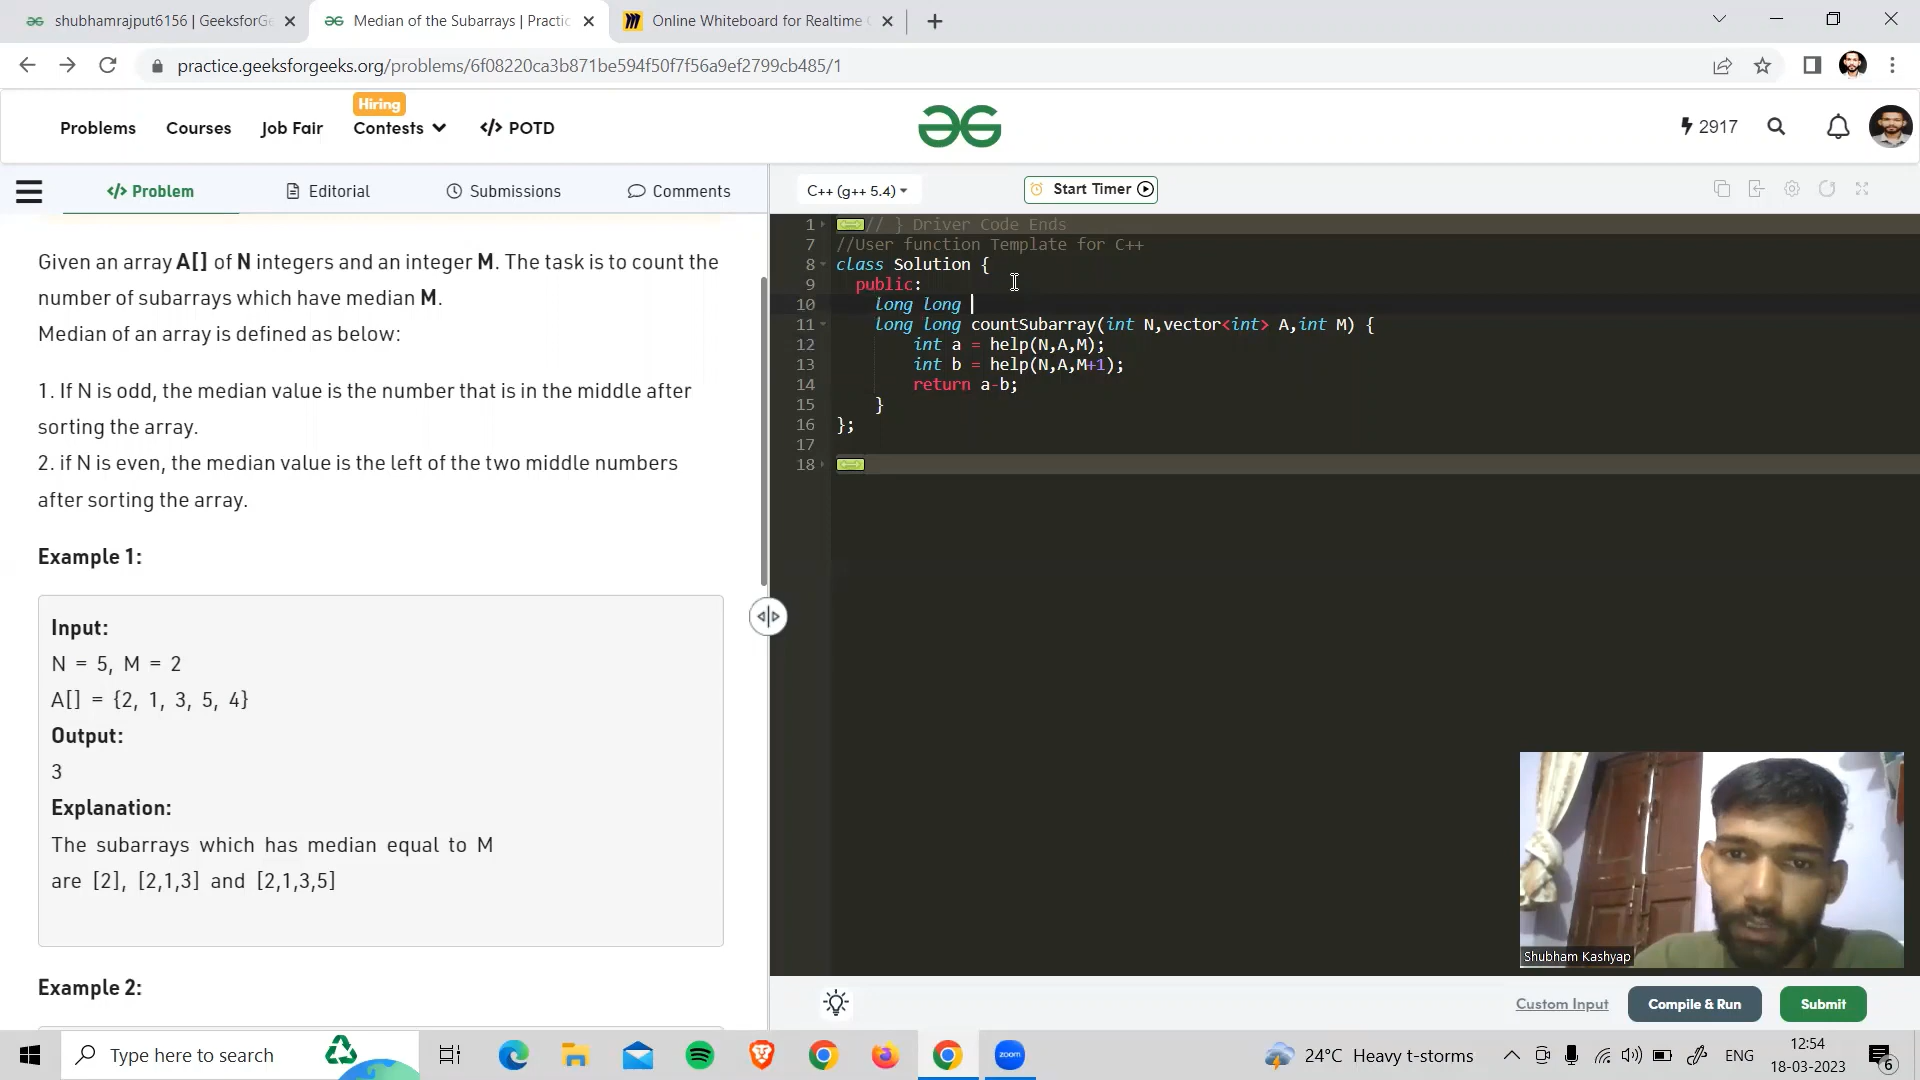 shubhamrajput6156 | GeeksforGe
Median of the Subarrays | Practic
Online Whiteboard for Realtime C
practice.geeksforgeeks.org/problems/6f08220ca3b871be594f50f7f56a9ef2799cb485/1
Problems
Courses
Job Fair
Hiring
Contests
</> POTD
2917
</> Problem
Editorial
Submissions
Comments
C++ (g++ 5.4)
Start Timer
Given an array A[] of N integers and an integer M. The task is to count the
number of subarrays which have median M.
Median of an array is defined as below:
1. If N is odd, the median value is the number that is in the middle after
sorting the array.
2. if N is even, the median value is the left of the two middle numbers
after sorting the array.
Example 1:
Input:
N = 5, M = 2
A[] = {2, 1, 3, 5, 4}
Output:
3
Explanation:
The subarrays which has median equal to M
are [2], [2,1,3] and [2,1,3,5]
Example 2:
1 // } Driver Code Ends
7 //User function Template for C++
8 class Solution {
9 public:
10 long long
11 long long countSubarray(int N,vector<int> A,int M) {
12 int a = help(N,A,M);
13 int b = help(N,A,M+1);
14 return a-b;
15 }
16 };
17
18
Shubham Kashyap
Custom Input
Compile & Run
Submit
Type here to search
zoom
24°C Heavy t-storms
ENG
12:54
18-03-2023
6